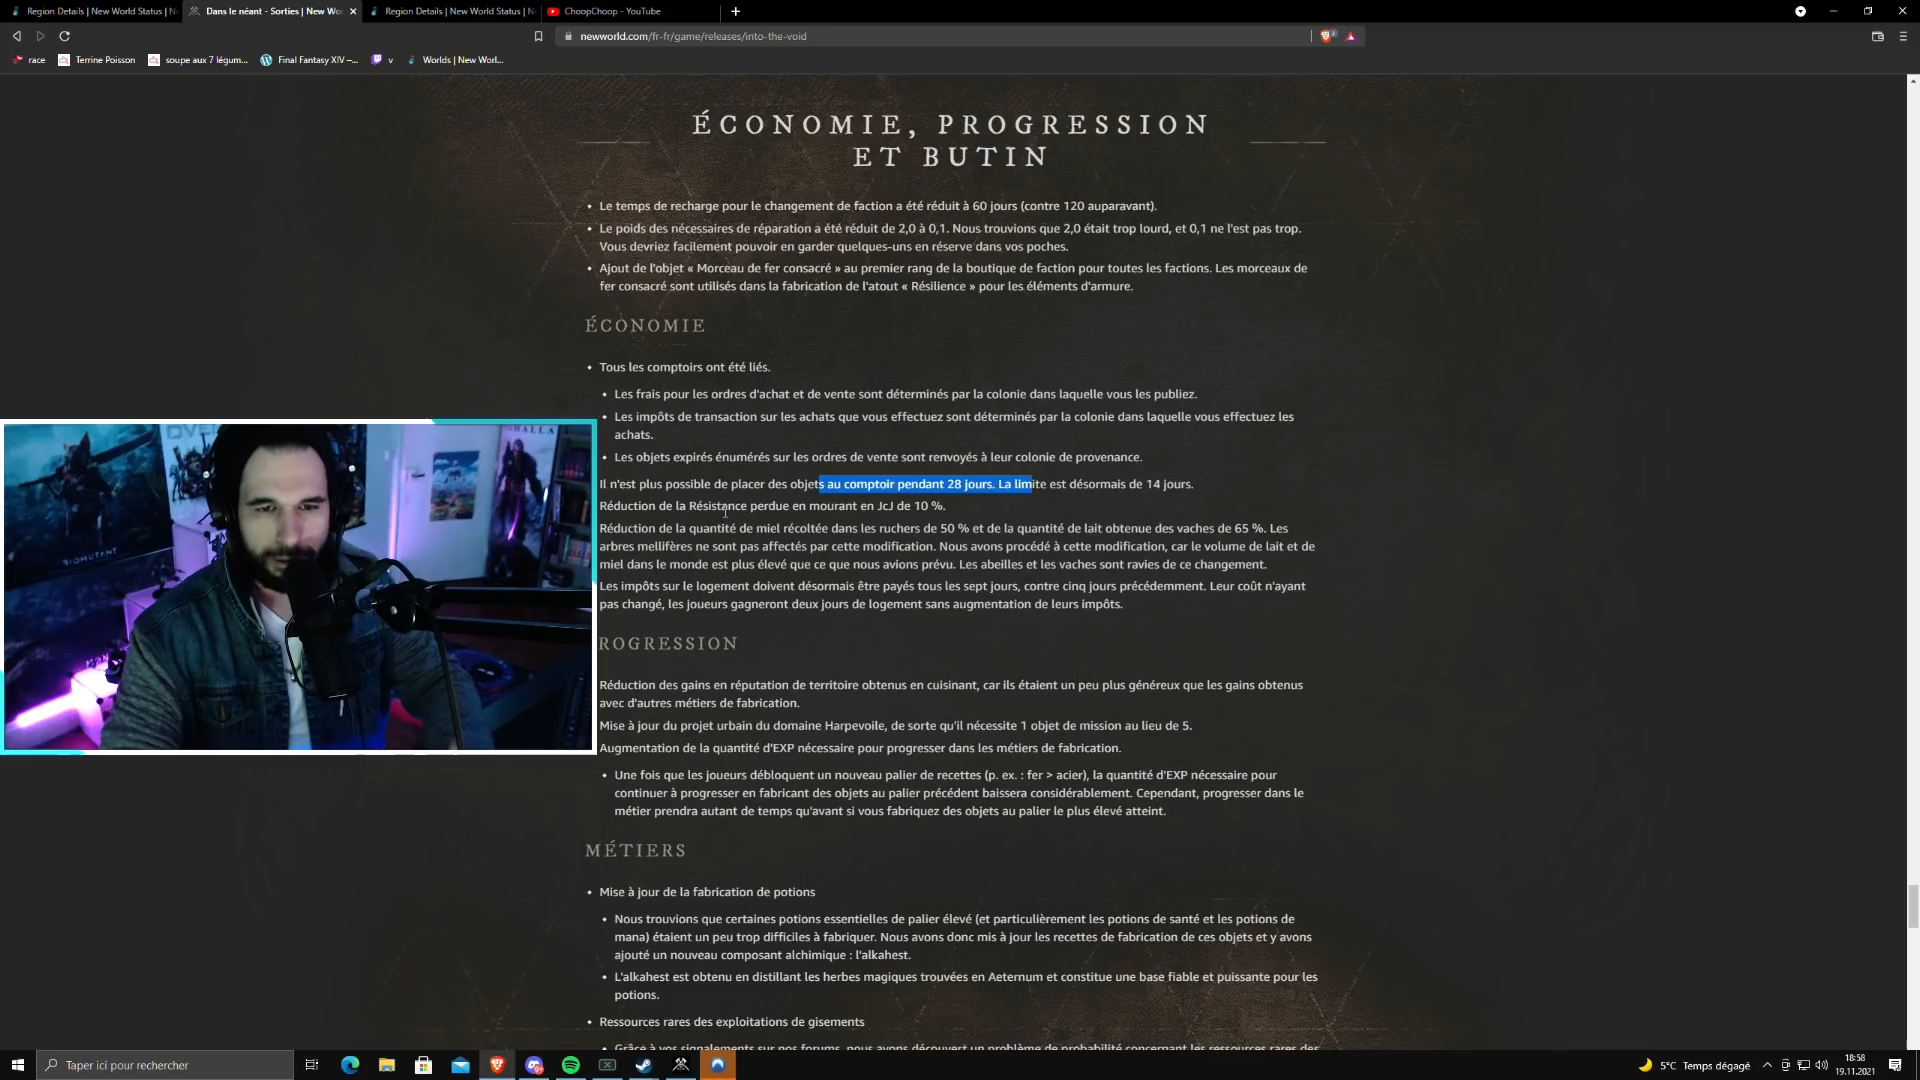 Region Details | New World Status | N
Dans le néant - Sorties | New Wo
Region Details | New World Status | N
ChoopChoop - YouTube
newworld.com/fr-fr/game/releases/into-the-void
race
Terrine Poisson
soupe aux 7 légum...
Final Fantasy XIV –...
v
Worlds | New Worl...
ÉCONOMIE, PROGRESSION
ET BUTIN
• Le temps de recharge pour le changement de faction a été réduit à 60 jours (contre 120 auparavant).
• Le poids des nécessaires de réparation a été réduit de 2,0 à 0,1. Nous trouvions que 2,0 était trop lourd, et 0,1 ne l'est pas trop.
Vous devriez facilement pouvoir en garder quelques-uns en réserve dans vos poches.
• Ajout de l'objet « Morceau de fer consacré » au premier rang de la boutique de faction pour toutes les factions. Les morceaux de
fer consacré sont utilisés dans la fabrication de l'atout « Résilience » pour les éléments d'armure.
ÉCONOMIE
• Tous les comptoirs ont été liés.
• Les frais pour les ordres d'achat et de vente sont déterminés par la colonie dans laquelle vous les publiez.
• Les impôts de transaction sur les achats que vous effectuez sont déterminés par la colonie dans laquelle vous effectuez les
achats.
• Les objets expirés énumérés sur les ordres de vente sont renvoyés à leur colonie de provenance.
Il n'est plus possible de placer des objets au comptoir pendant 28 jours. La limite est désormais de 14 jours.
Réduction de la Résistance perdue en mourant en JcJ de 10 %.
Réduction de la quantité de miel récoltée dans les ruchers de 50 % et de la quantité de lait obtenue des vaches de 65 %. Les
arbres mellifères ne sont pas affectés par cette modification. Nous avons procédé à cette modification, car le volume de lait et de
miel dans le monde est plus élevé que ce que nous avions prévu. Les abeilles et les vaches sont ravies de ce changement.
Les impôts sur le logement doivent désormais être payés tous les sept jours, contre cinq jours précédemment. Leur coût n'ayant
pas changé, les joueurs gagneront deux jours de logement sans augmentation de leurs impôts.
ROGRESSION
Réduction des gains en réputation de territoire obtenus en cuisinant, car ils étaient un peu plus généreux que les gains obtenus
avec d'autres métiers de fabrication.
Mise à jour du projet urbain du domaine Harpevoile, de sorte qu'il nécessite 1 objet de mission au lieu de 5.
Augmentation de la quantité d'EXP nécessaire pour progresser dans les métiers de fabrication.
• Une fois que les joueurs débloquent un nouveau palier de recettes (p. ex. : fer > acier), la quantité d'EXP nécessaire pour
continuer à progresser en fabricant des objets au palier précédent baissera considérablement. Cependant, progresser dans le
métier prendra autant de temps qu'avant si vous fabriquez des objets au palier le plus élevé atteint.
MÉTIERS
• Mise à jour de la fabrication de potions
• Nous trouvions que certaines potions essentielles de palier élevé (et particulièrement les potions de santé et les potions de
mana) étaient un peu trop difficiles à fabriquer. Nous avons donc mis à jour les recettes de fabrication de ces objets et y avons
ajouté un nouveau composant alchimique : l'alkahest.
• L'alkahest est obtenu en distillant les herbes magiques trouvées en Aeternum et constitue une base fiable et puissante pour les
potions.
• Ressources rares des exploitations de gisements
• Grâce à vos signalements sur nos forums, nous avons découvert un problème de probabilité concernant les ressources rares des
BIOMUTANT
Taper ici pour rechercher
5°C Temps dégagé
18:58
19.11.2021